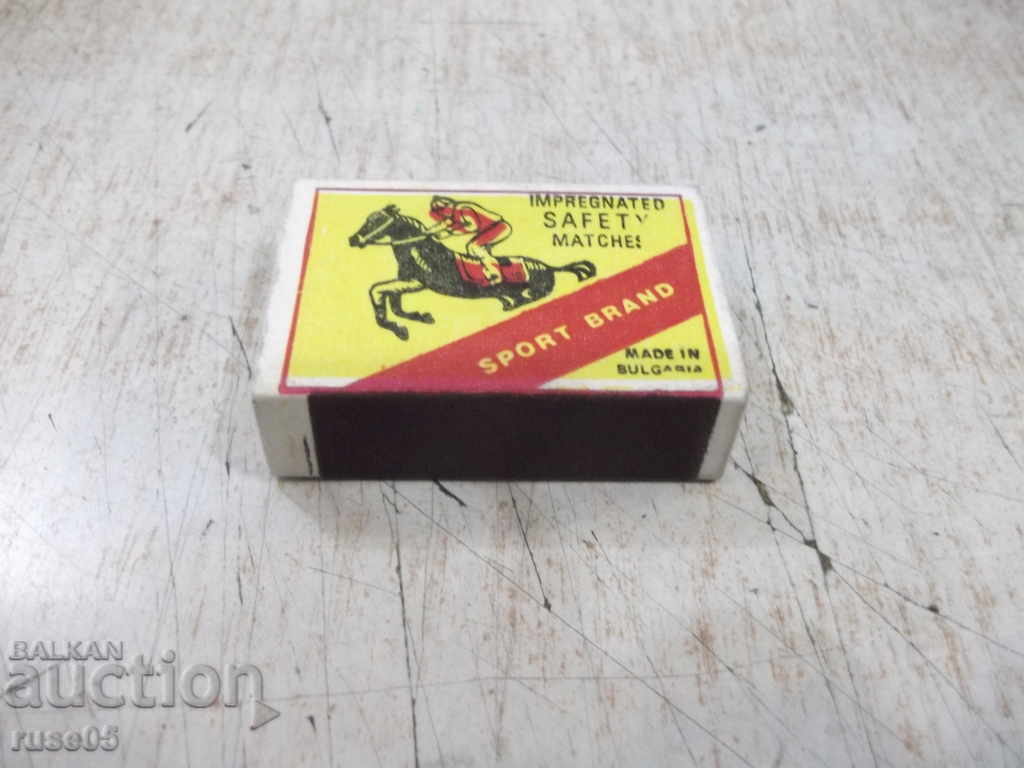 IMPREGNATED
SAFETY
MATCHES
SPORT BRAND
MADE IN
BULGARIA
BALKAN
auction
ruse05